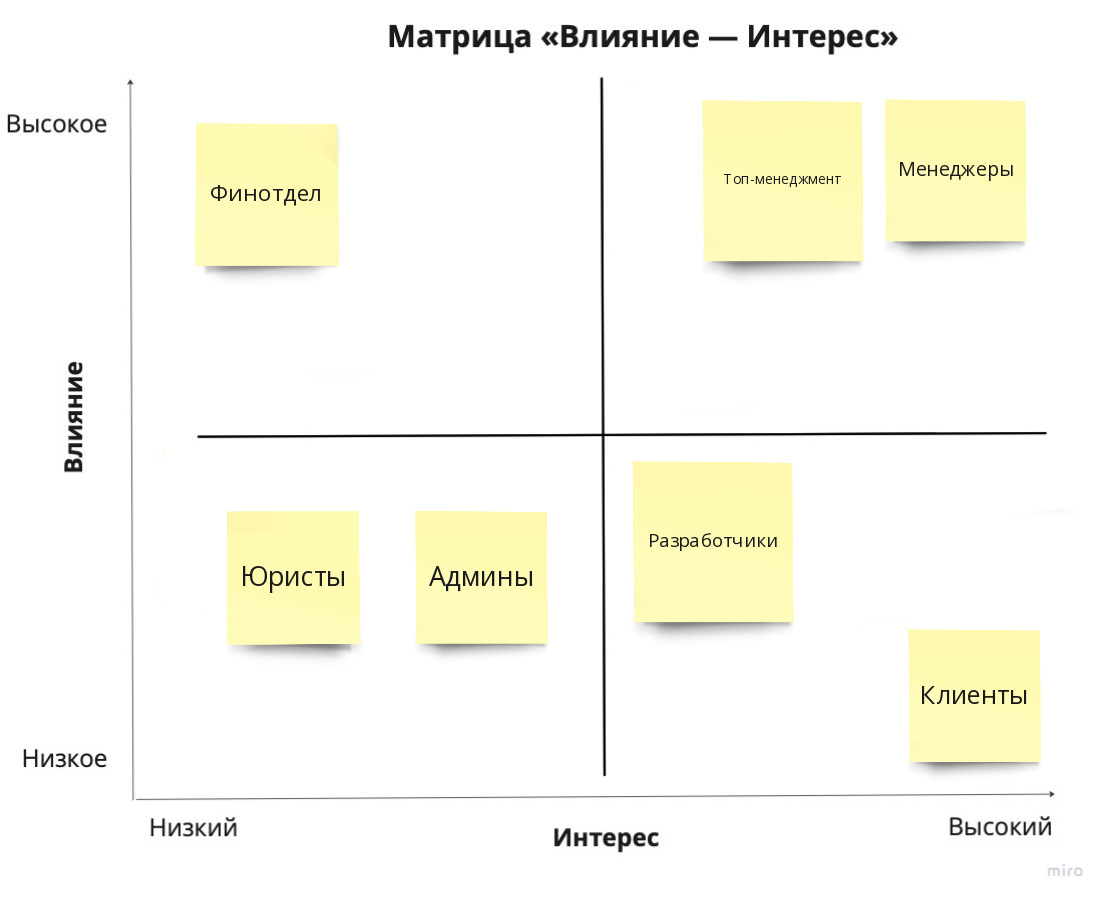 Матрица «Влияние — Интерес»
Высокое
Финотдел
Топ-менеджмент
Менеджеры
Влияние
Юристы
Админы
Разработчики
Клиенты
Низкое
Низкий
Интерес
Высокий
miro